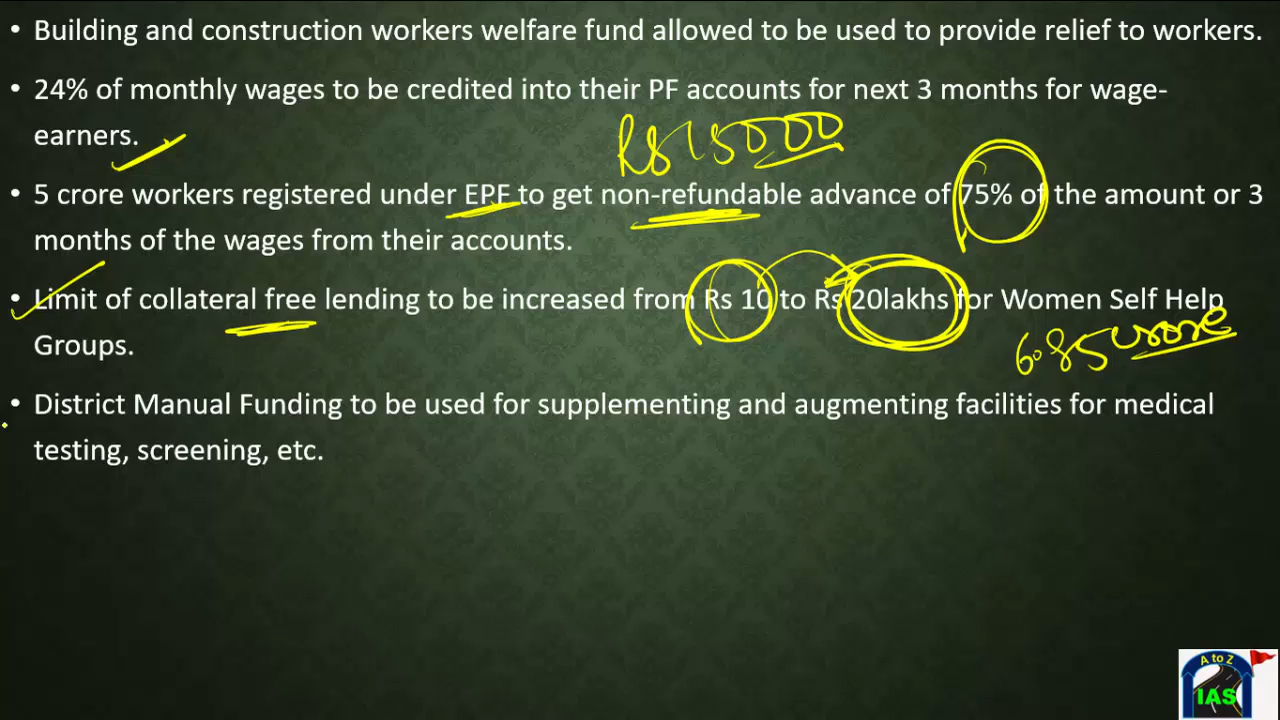 • Building and construction workers welfare fund allowed to be used to provide relief to workers.
• 24% of monthly wages to be credited into their PF accounts for next 3 months for wage-
earners.
Rs 15000
• 5 crore workers registered under EPF to get non-refundable advance of 75% of the amount or 3
months of the wages from their accounts.
• Limit of collateral free lending to be increased from Rs 10 to Rs 20lakhs for Women Self Help
Groups.
6.85 crore
• District Manual Funding to be used for supplementing and augmenting facilities for medical
testing, screening, etc.
A to Z
IAS